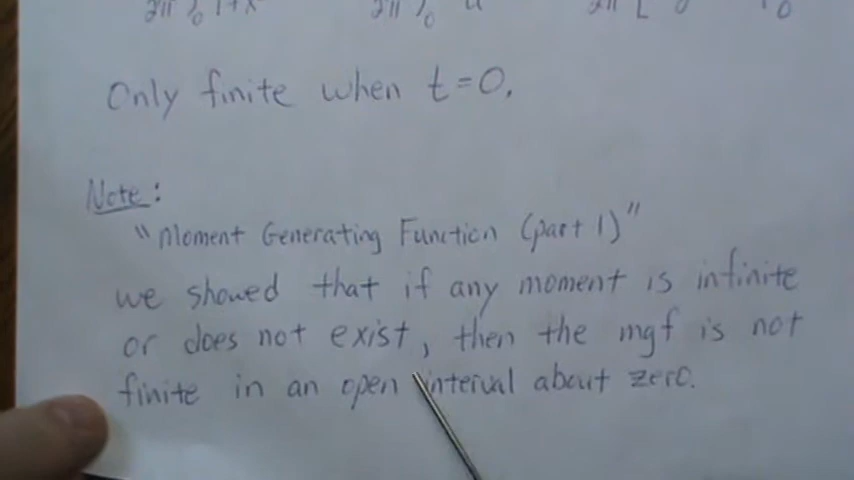 Only finite when t=0.
Note:
"Moment Generating Function (part 1)"
we showed that if any moment is infinite
or does not exist, then the mgf is not
finite in an open interval about zero.